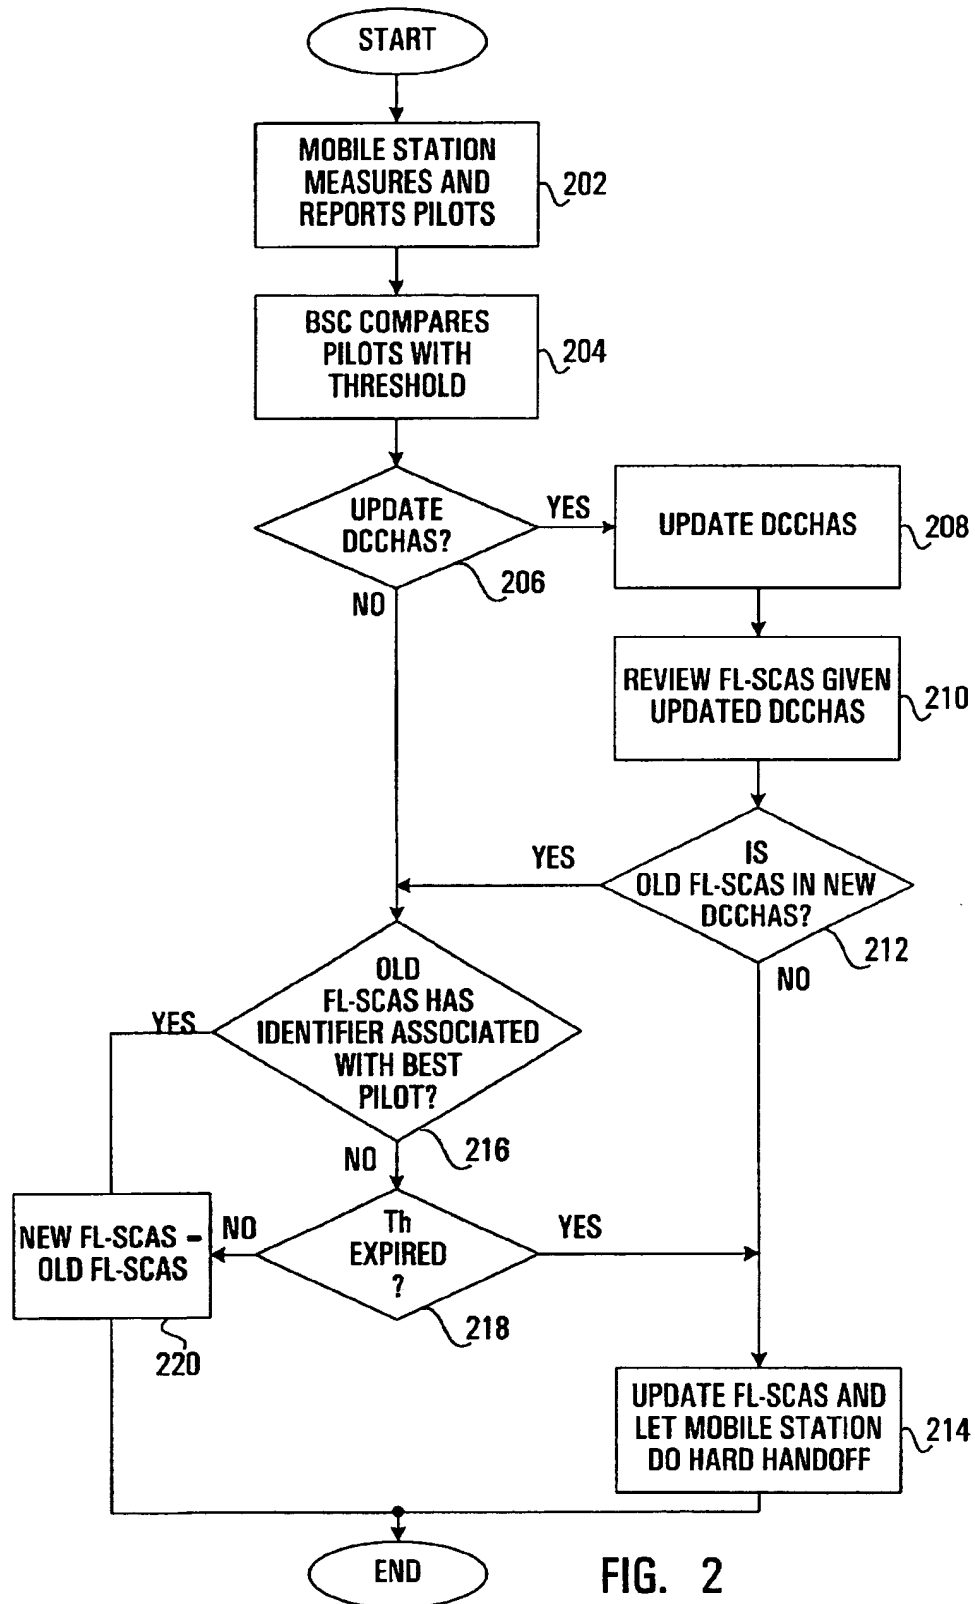 START
MOBILE STATION
MEASURES AND
REPORTS PILOTS
202
BSC COMPARES
PILOTS WITH
THRESHOLD
204
UPDATE
DCCHAS?
206
YES
NO
UPDATE DCCHAS
208
REVIEW FL-SCAS GIVEN
UPDATED DCCHAS
210
IS
OLD FL-SCAS IN NEW
DCCHAS?
212
YES
NO
OLD
FL-SCAS HAS
IDENTIFIER ASSOCIATED
WITH BEST
PILOT?
216
YES
NO
Th
EXPIRED
?
218
NO
YES
NEW FL-SCAS –
OLD FL-SCAS
220
UPDATE FL-SCAS AND
LET MOBILE STATION
DO HARD HANDOFF
214
END
FIG. 2